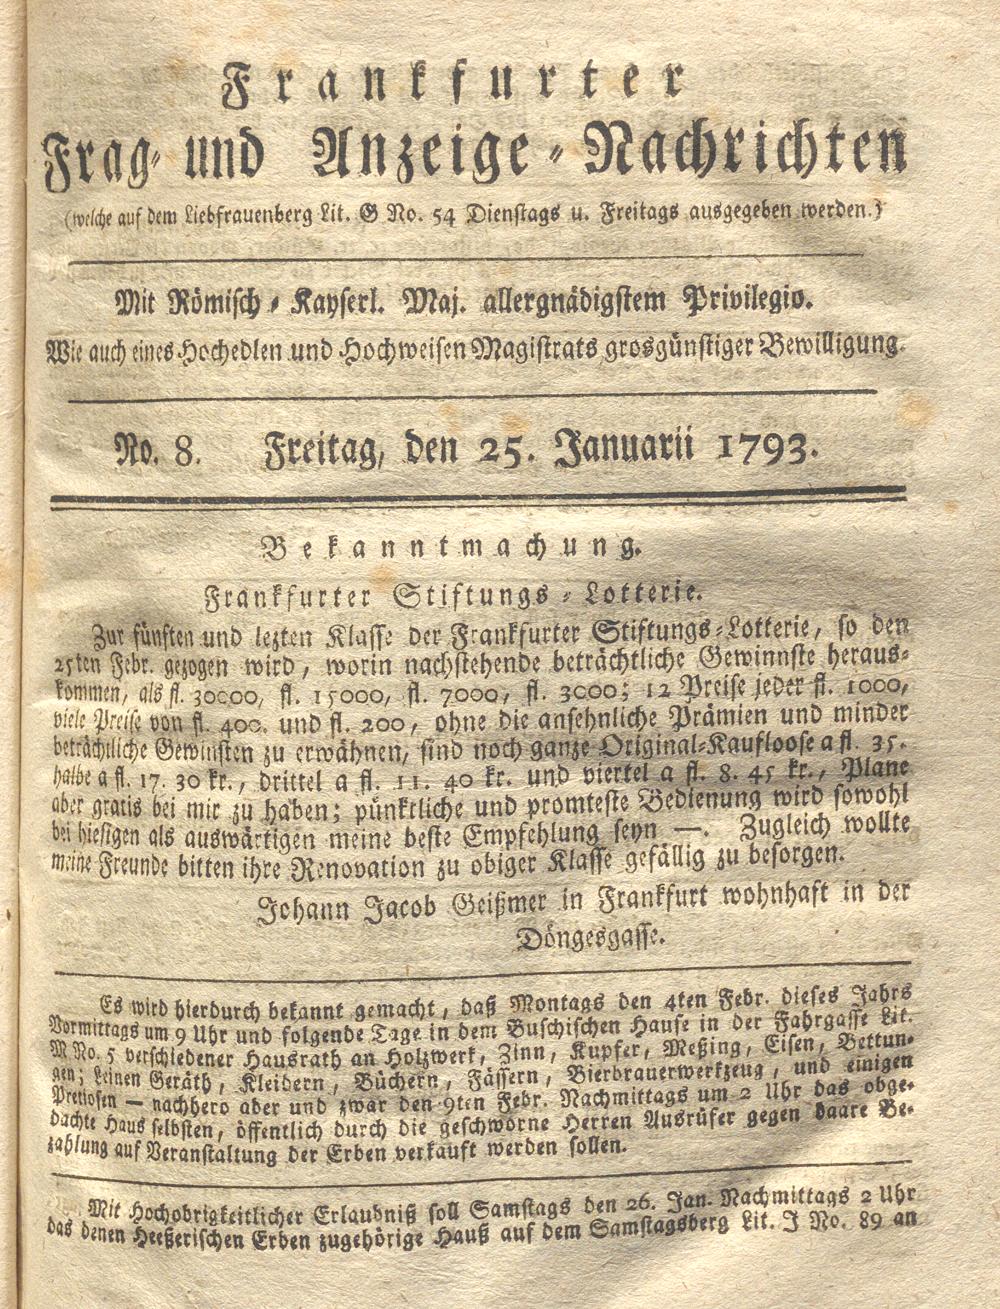 Frankfurter
Frag- und Anzeige-Nachrichten
(welche auf dem Liebfrauenberg Lit. G No. 54 Dienstags u. Freitags ausgegeben werden.)
Mit Römisch-Kayserl. Maj. allergnädigstem Privilegio.
Wie auch eines Hochedlen und Hochweisen Magistrats grosgünstiger Bewilligung.
No. 8. Freitag, den 25. Januarii 1793.
Bekanntmachung.
Frankfurter Stiftungs-Lotterie.
Zur fünften und lezten Klasse der Frankfurter Stiftungs-Lotterie, so den
25ten Febr. gezogen wird, worin nachstehende beträchtliche Gewinnste heraus-
kommen, als fl. 30000, fl. 15000, fl. 7000, fl. 3000; 12 Preise jeder fl. 1000,
viele Preise von fl. 400. und fl. 200, ohne die ansehnliche Prämien und minder
beträchtliche Gewinsten zu erwähnen, sind noch ganze Original-Kaufloose a fl. 35.
halbe a fl. 17. 30 kr., drittel a fl. 11. 40 kr. und viertel a fl. 8. 45 kr., Plane
aber gratis bei mir zu haben; pünktliche und promteste Bedienung wird sowohl
bei hiesigen als auswärtigen meine beste Empfehlung seyn —. Zugleich wollte
meine Freunde bitten ihre Renovation zu obiger Klasse gefällig zu besorgen.
Johann Jacob Geißmer in Frankfurt wohnhaft in der
Döngesgasse.
Es wird hierdurch bekannt gemacht, daß Montags den 4ten Febr. dieses Jahrs
Vormittags um 9 Uhr und folgende Tage in dem Buschischen Hause in der Fahrgasse Lit.
M No. 5 verschiedener Hausrath an Holzwerk, Zinn, Kupfer, Meßing, Eisen, Bettun-
gen; Leinen Geräth, Kleidern, Büchern, Fässern, Bierbrauerwerkzeug, und einigen
Pretiosen — nachhero aber und zwar den 9ten Febr. Nachmittags um 2 Uhr das obge-
dachte Haus selbsten, öffentlich durch die geschworne Herren Ausrüfer gegen baare Be-
zahlung auf Veranstaltung der Erben verkauft werden sollen.
Mit Hochobrigkeitlicher Erlaubniß soll Samstags den 26. Jan. Nachmittags 2 Uhr
das denen Heeßerischen Erben zugehörige Hauß auf dem Samstagsberg Lit. J No. 89 an